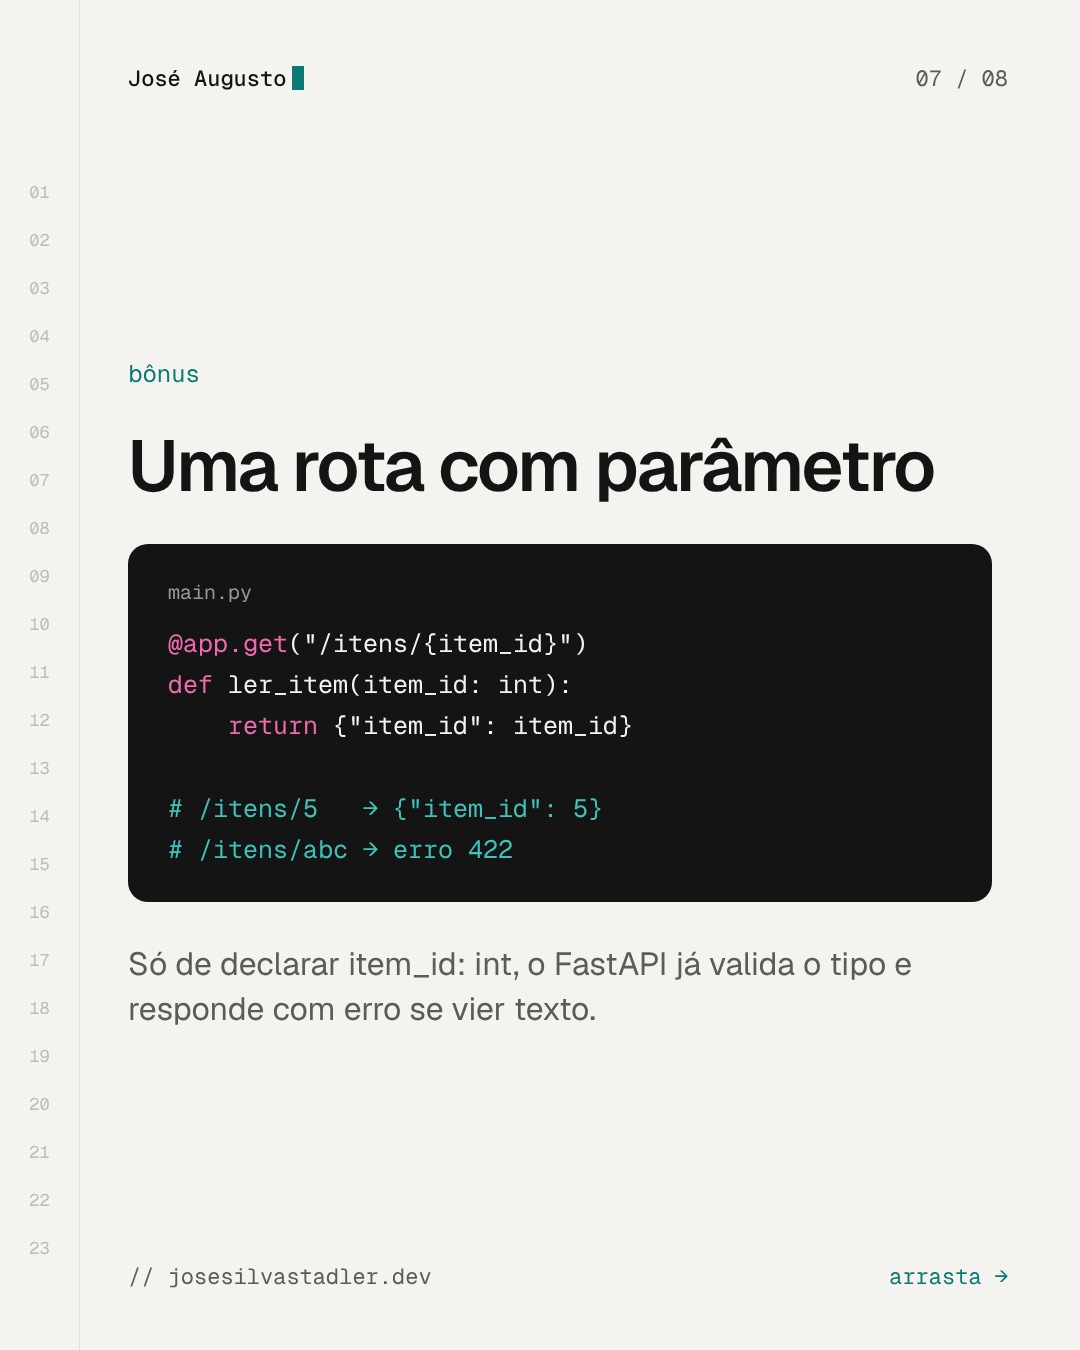 José Augusto
07 / 08
01
02
03
04
05
06
07
08
09
10
11
12
13
14
15
16
17
18
19
20
21
22
23
bônus
Uma rota com parâmetro
main.py
@app.get("/itens/{item_id}")
def ler_item(item_id: int):
    return {"item_id": item_id}

# /itens/5   → {"item_id": 5}
# /itens/abc → erro 422
Só de declarar item_id: int, o FastAPI já valida o tipo e
responde com erro se vier texto.
// josesilvastadler.dev
arrasta →